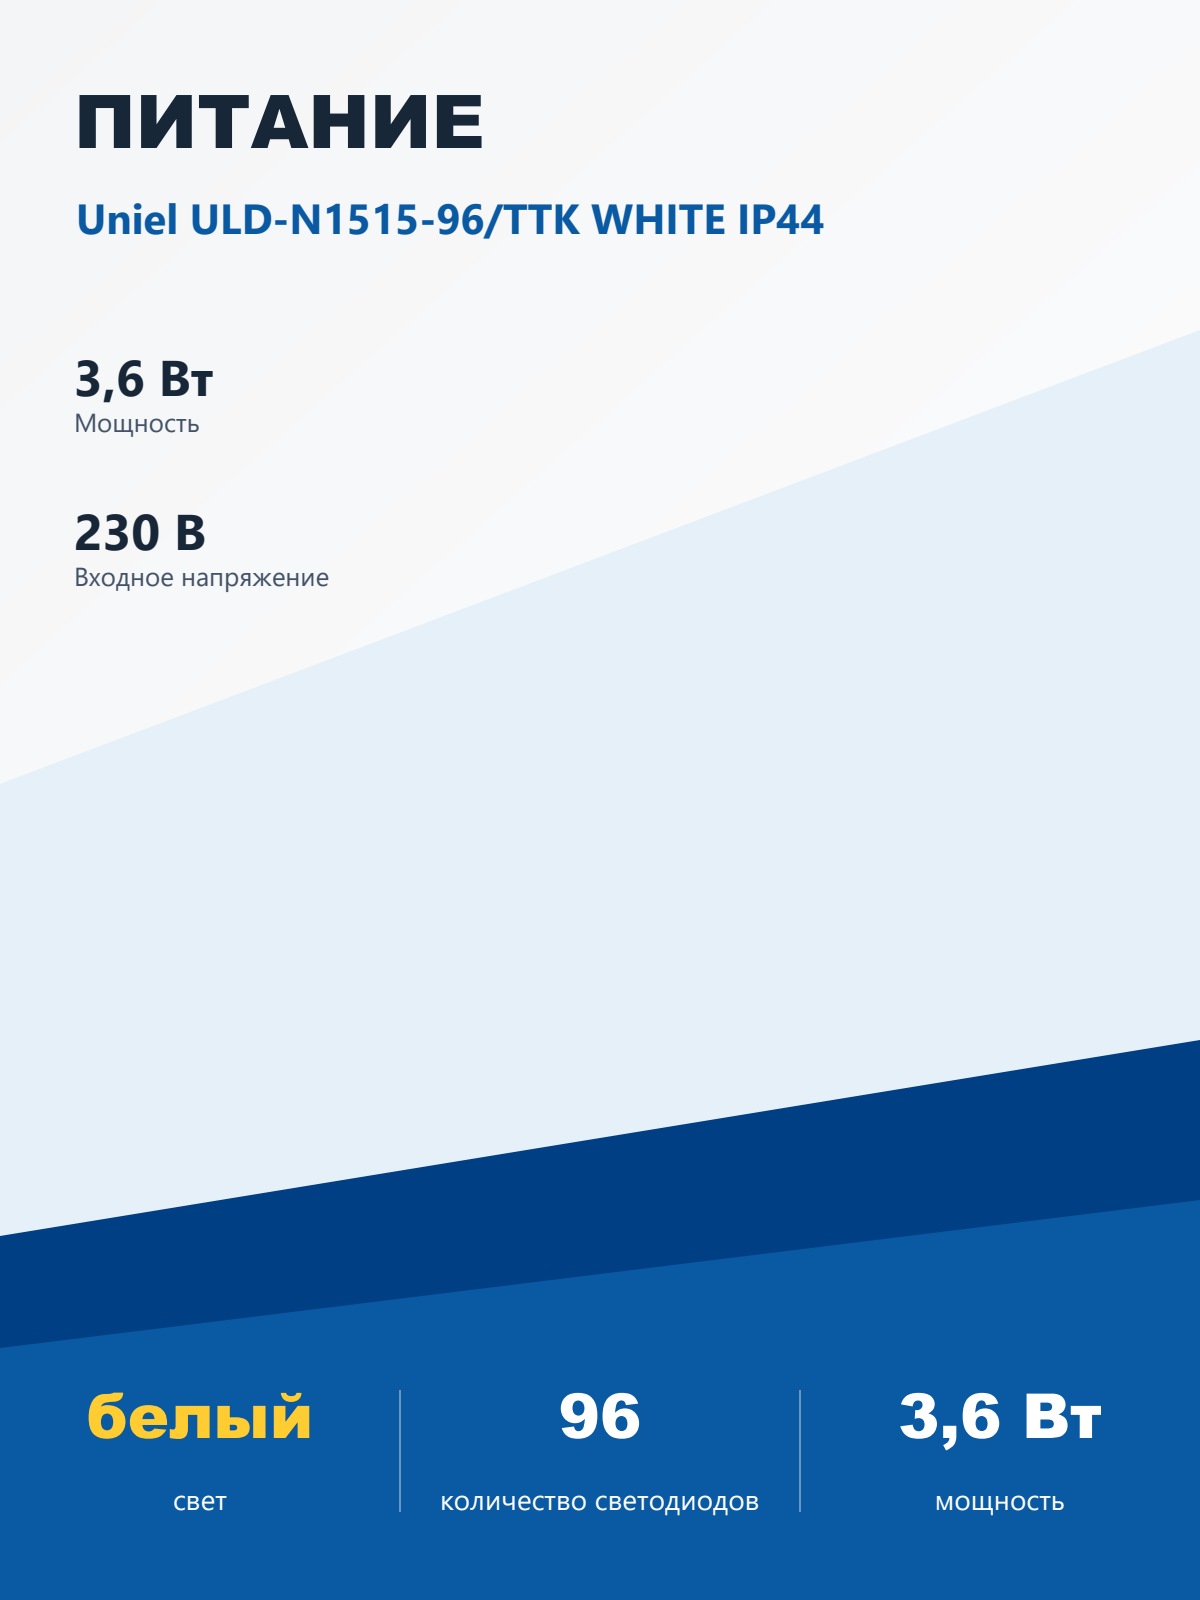 ПИТАНИЕ
Uniel ULD-N1515-96/TTK WHITE IP44
3,6 Вт
Мощность
230 В
Входное напряжение
белый
свет
96
количество светодиодов
3,6 Вт
мощность